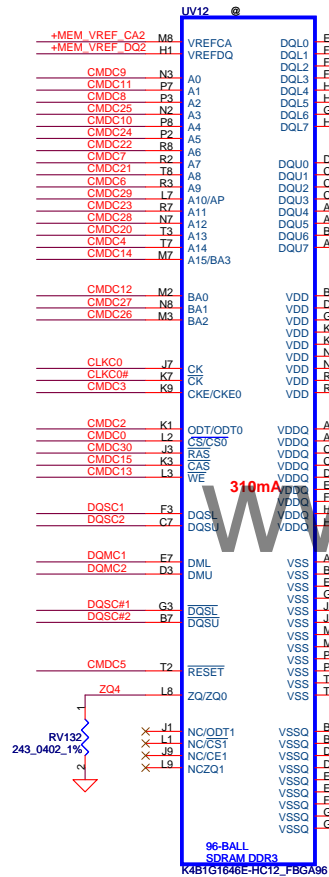 UV12 @
+MEM_VREF_CA2 M8 VREFCA DQL0
+MEM_VREF_DQ2 H1 VREFDQ DQL1
DQL2
CMDC9 N3 A0 DQL3
CMDC11 P7 A1 DQL4
CMDC8 P3 A2 DQL5
CMDC25 N2 A3 DQL6
CMDC10 P8 A4 DQL7
CMDC24 P2 A5
CMDC22 R8 A6
CMDC7 R2 A7 DQU0
CMDC21 T8 A8 DQU1
CMDC6 R3 A9 DQU2
CMDC29 L7 A10/AP DQU3
CMDC23 R7 A11 DQU4
CMDC28 N7 A12 DQU5
CMDC20 T3 A13 DQU6
CMDC4 T7 A14 DQU7
CMDC14 M7 A15/BA3
CMDC12 M2 BA0 VDD
CMDC27 N8 BA1 VDD
CMDC26 M3 BA2 VDD
VDD
VDD
VDD
CLKC0 J7 CK VDD
CLKC0# K7 CK VDD
CMDC3 K9 CKE/CKE0 VDD
CMDC2 K1 ODT/ODT0 VDDQ
CMDC0 L2 CS/CS0 VDDQ
CMDC30 J3 RAS VDDQ
CMDC15 K3 CAS VDDQ
CMDC13 L3 WE VDDQ
310mA VDDQ
VDDQ
DQSC1 F3 DQSL VDDQ
DQSC2 C7 DQSU VDDQ
DQMC1 E7 DML VSS
DQMC2 D3 DMU VSS
VSS
VSS
DQSC#1 G3 DQSL VSS
DQSC#2 B7 DQSU VSS
VSS
VSS
VSS
CMDC5 T2 RESET VSS
VSS
ZQ4 L8 ZQ/ZQ0 VSS
1
RV132
243_0402_1%
2
J1 NC/ODT1 VSSQ
L1 NC/CS1 VSSQ
J9 NC/CE1 VSSQ
L9 NCZQ1 VSSQ
VSSQ
VSSQ
VSSQ
VSSQ
VSSQ
96-BALL
SDRAM DDR3
K4B1G1646E-HC12_FBGA96